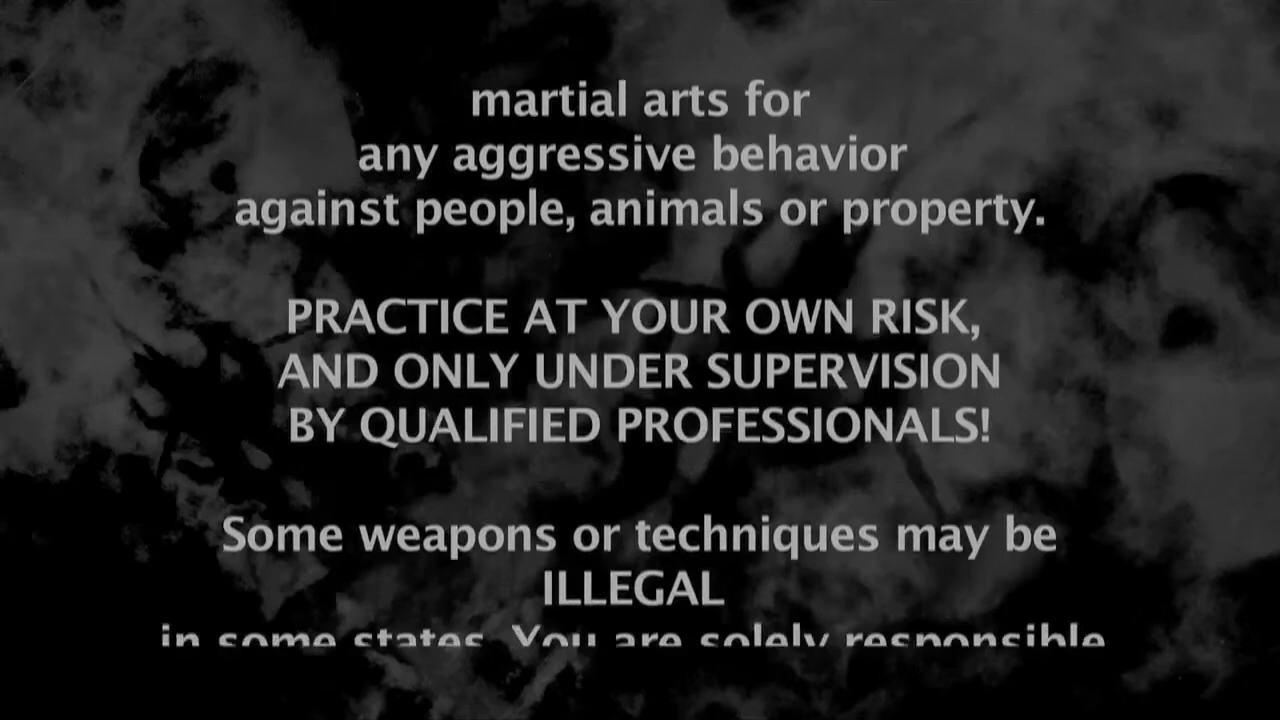 martial arts for
any aggressive behavior
against people, animals or property.
PRACTICE AT YOUR OWN RISK,
AND ONLY UNDER SUPERVISION
BY QUALIFIED PROFESSIONALS!
Some weapons or techniques may be
ILLEGAL
in some states. You are solely responsible